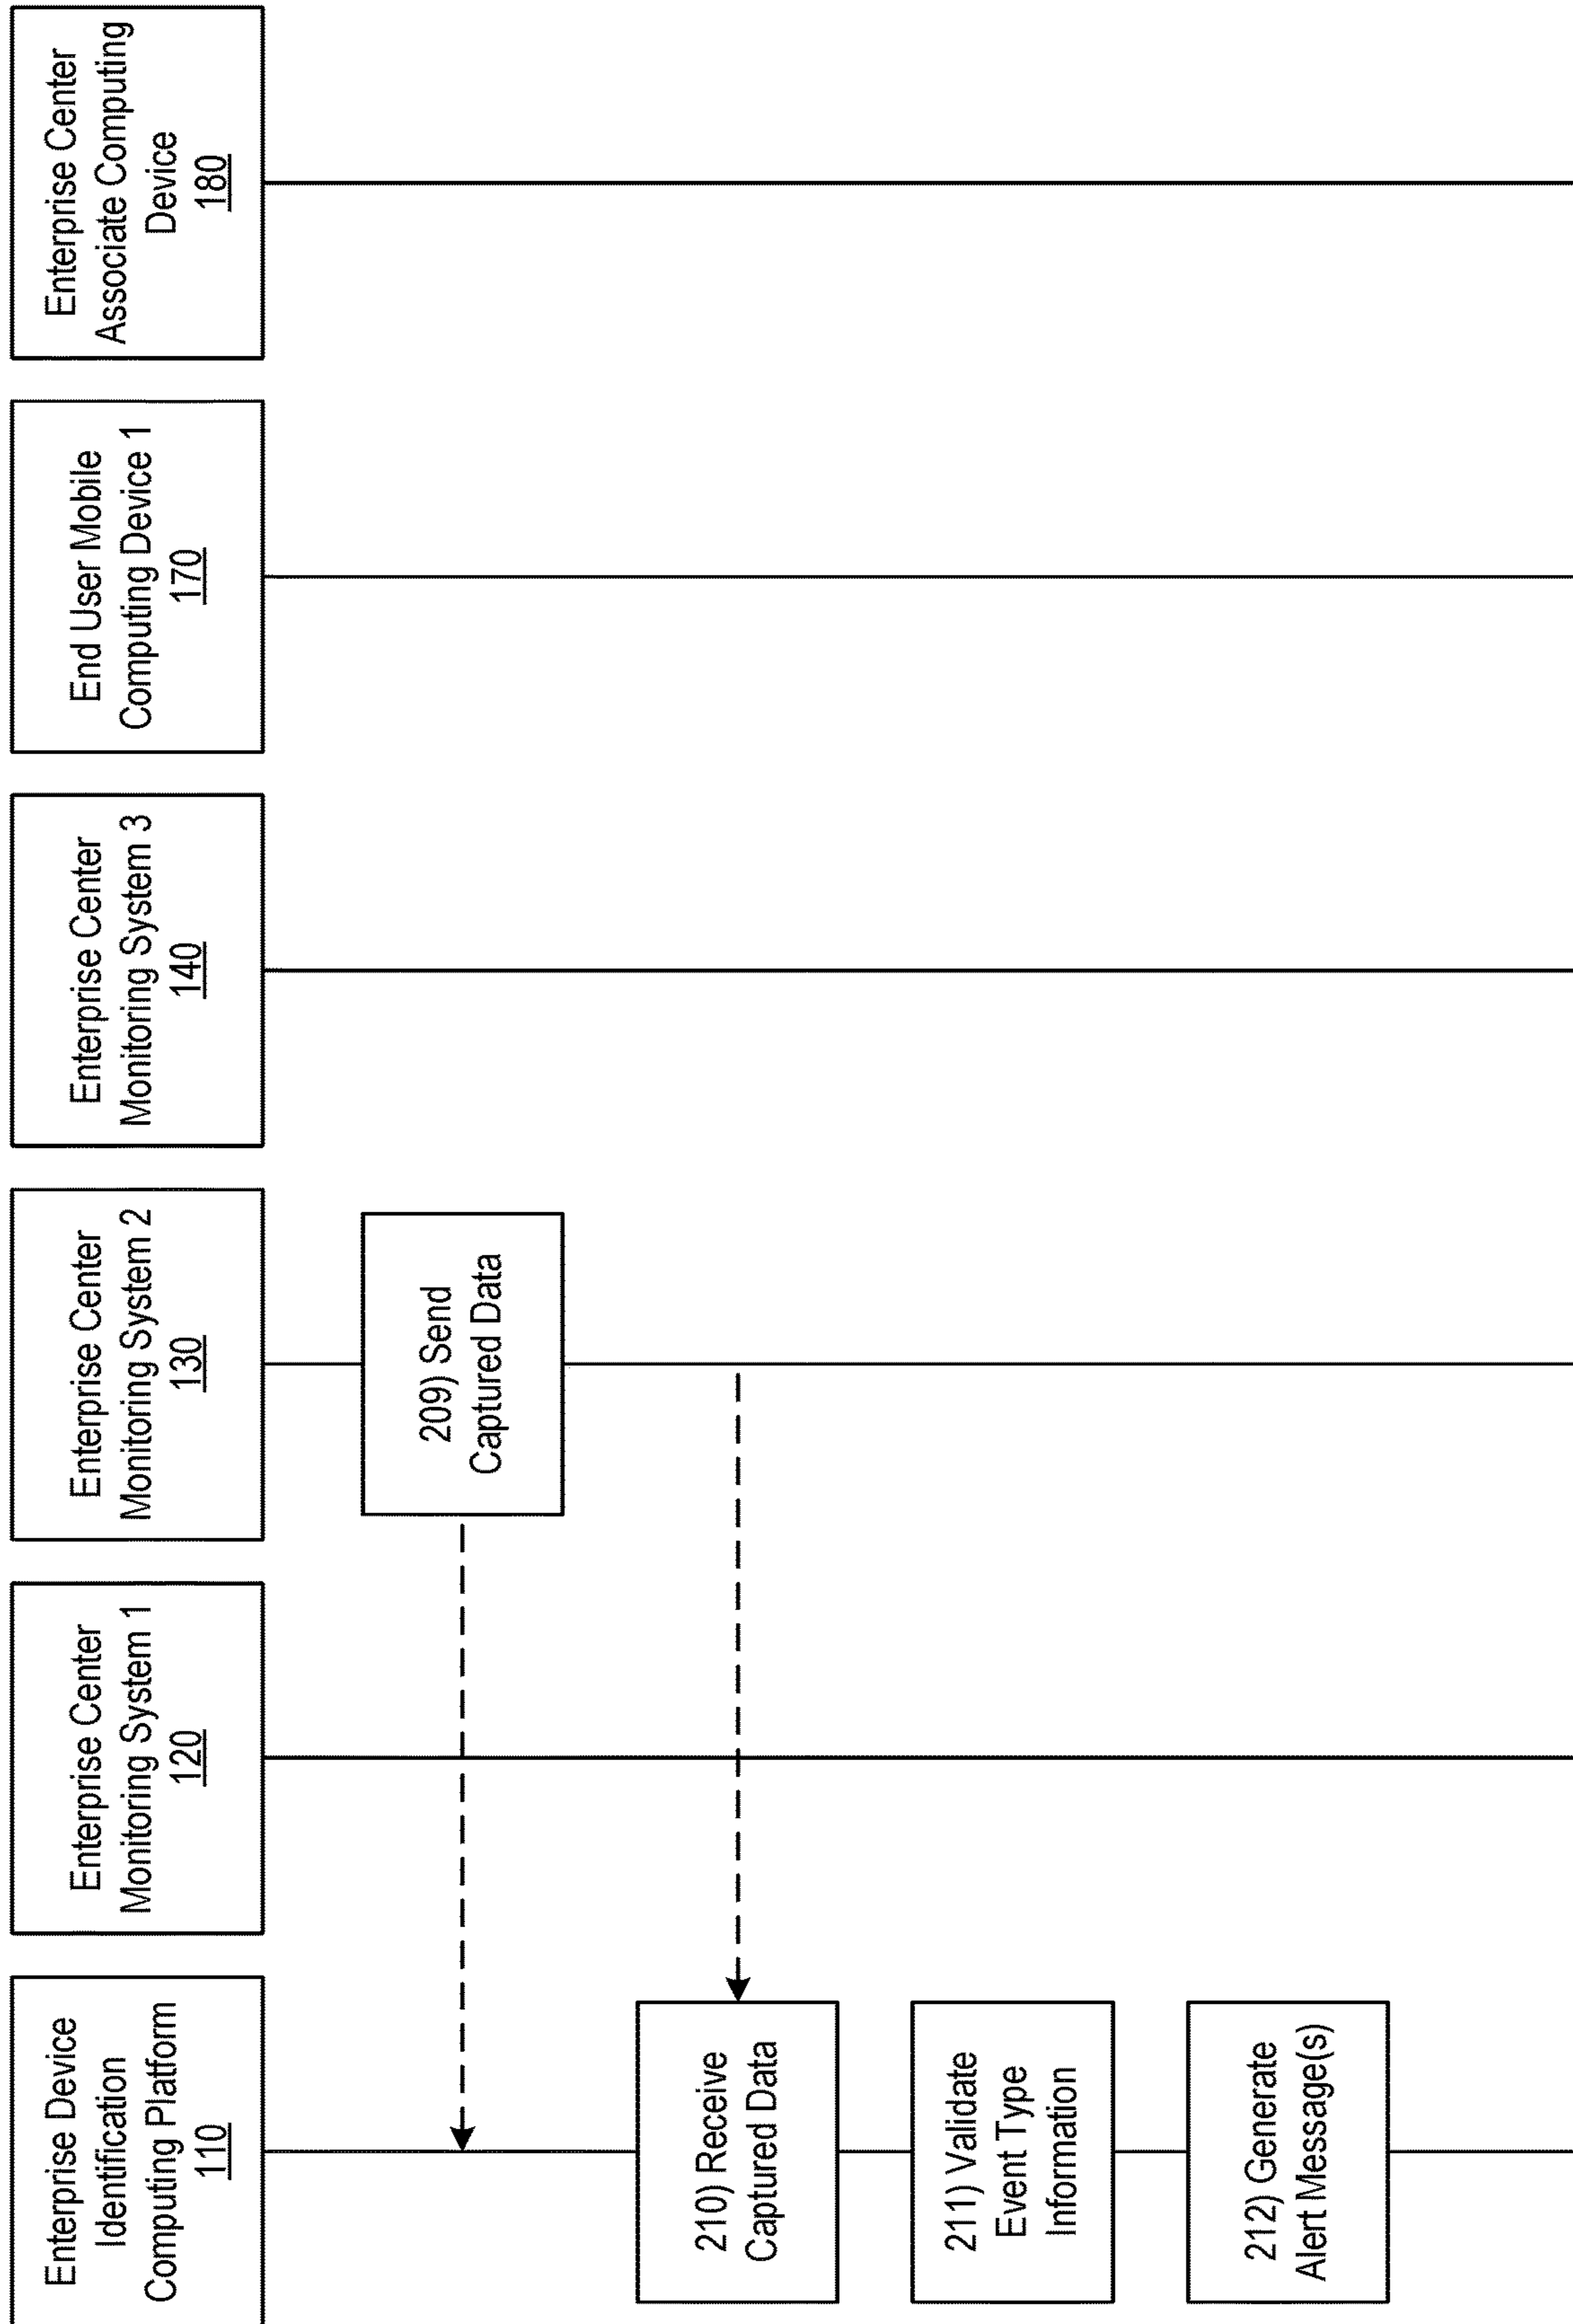 Enterprise Device
Identification
Computing Platform
110
Enterprise Center
Monitoring System 1
120
Enterprise Center
Monitoring System 2
130
Enterprise Center
Monitoring System 3
140
End User Mobile
Computing Device 1
170
Enterprise Center
Associate Computing
Device
180
209) Send
Captured Data
210) Receive
Captured Data
211) Validate
Event Type
Information
212) Generate
Alert Message(s)